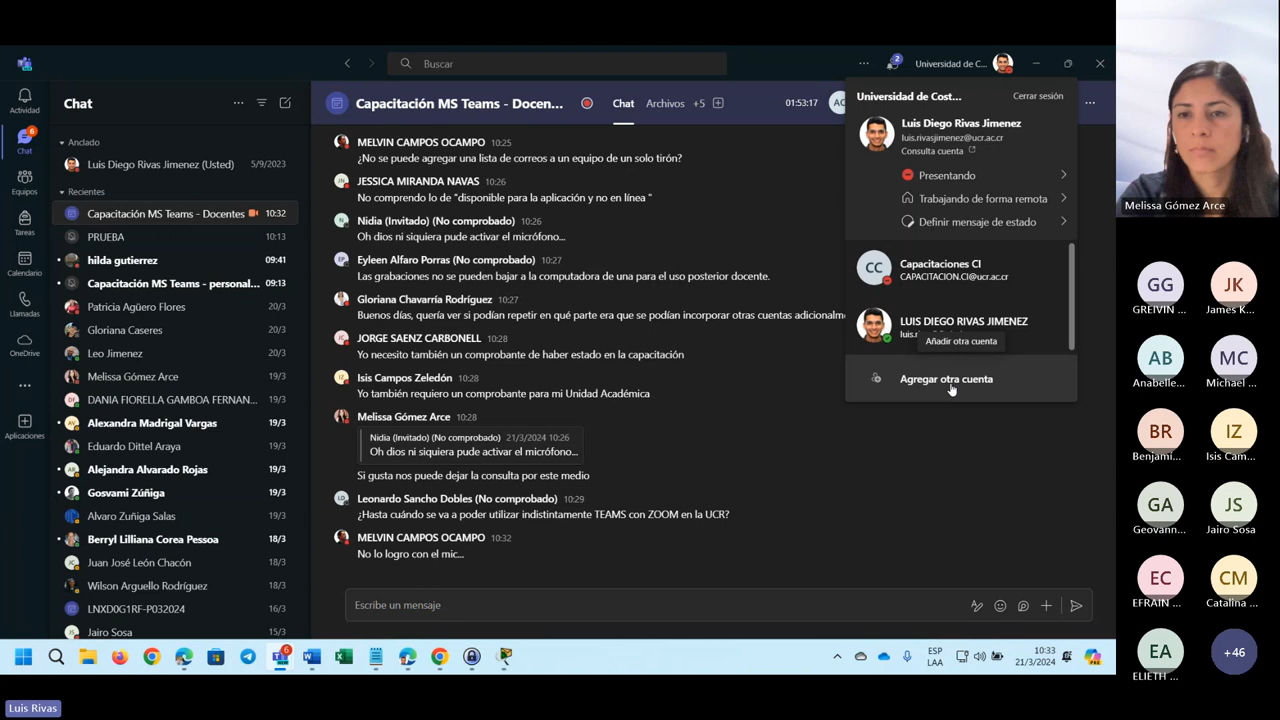 Buscar
2
Universidad de C...
Actividad
6
Chat
Equipos
Tareas
Calendario
Llamadas
OneDrive
Aplicaciones
Chat
Anclado
Luis Diego Rivas Jimenez (Usted) 5/9/2023
Recientes
Capacitación MS Teams - Docentes 10:32
PRUEBA 10:13
hilda gutierrez 09:41
Capacitación MS Teams - personal... 09:13
Patricia Agüero Flores 20/3
Gloriana Caseres 20/3
Leo Jimenez 20/3
Melissa Gómez Arce 19/3
DANIA FIORELLA GAMBOA FERNAN... 19/3
Alexandra Madrigal Vargas 19/3
Eduardo Dittel Araya 19/3
Alejandra Alvarado Rojas 19/3
Gosvami Zúñiga 19/3
Alvaro Zuñiga Salas 19/3
Berryl Lilliana Corea Pessoa 18/3
Juan José León Chacón 18/3
Wilson Arguello Rodríguez 18/3
LNXD0G1RF-P032024 16/3
Jairo Sosa 15/3
Capacitación MS Teams - Docen... Chat Archivos +5 01:53:17
MELVIN CAMPOS OCAMPO 10:25
¿No se puede agregar una lista de correos a un equipo de un solo tirón?
JESSICA MIRANDA NAVAS 10:26
No comprendo lo de "disponible para la aplicación y no en línea "
Nidia (Invitado) (No comprobado) 10:26
Oh dios ni siquiera pude activar el micrófono...
Eyleen Alfaro Porras (No comprobado) 10:26
Las grabaciones no se pueden bajar a la computadora de una para el uso posterior docente.
Gloriana Chavarría Rodríguez 10:27
Buenos días, quería ver si podían repetir en qué parte era que se podían incorporar otras cuentas adicionalme
JORGE SAENZ CARBONELL 10:28
Yo necesito también un comprobante de haber estado en la capacitación
Isis Campos Zeledón 10:28
Yo también requiero un comprobante para mi Unidad Académica
Melissa Gómez Arce 10:28
Nidia (Invitado) (No comprobado) 21/3/2024 10:26
Oh dios ni siquiera pude activar el micrófono...
Si gusta nos puede dejar la consulta por este medio
Leonardo Sancho Dobles (No comprobado) 10:29
¿Hasta cuándo se va a poder utilizar indistintamente TEAMS con ZOOM en la UCR?
MELVIN CAMPOS OCAMPO 10:32
No lo logro con el mic...
Escribe un mensaje
Universidad de Cost... Cerrar sesión
Luis Diego Rivas Jimenez
luis.rivasjimenez@ucr.ac.cr
Consulta cuenta
Presentando
Trabajando de forma remota
Definir mensaje de estado
CC
Capacitaciones CI
CAPACITACION.CI@ucr.ac.cr
LUIS DIEGO RIVAS JIMENEZ
Añadir otra cuenta
Agregar otra cuenta
6
ESP
LAA
10:33
21/3/2024
Luis Rivas
Melissa Gómez Arce
GG JK
GREIVIN ... James K...
AB MC
Anabelle... Michael ...
BR IZ
Benjami... Isis Cam...
GA JS
Geovann... Jairo Sosa
EC CM
EFRAIN ... Catalina ...
EA +46
ELIETH ...